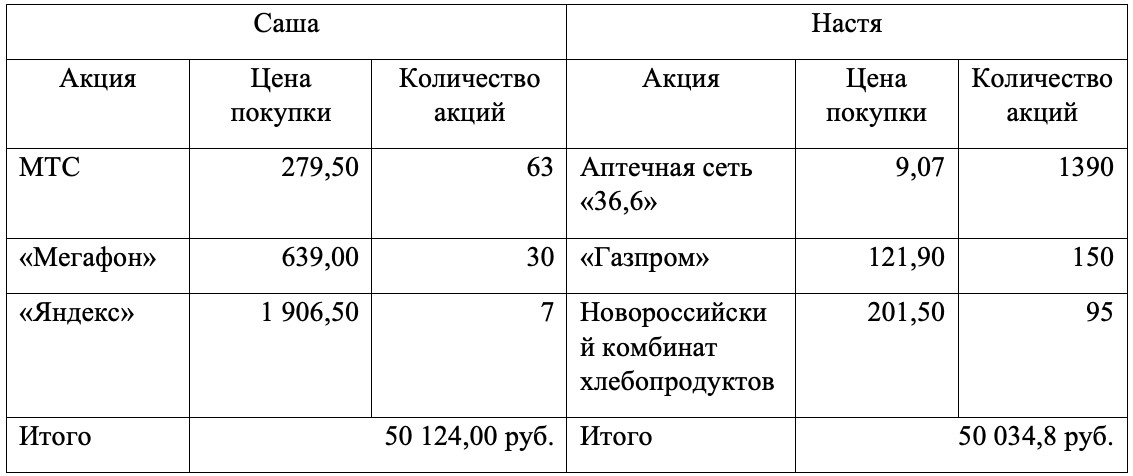 Саша Настя
Акция Цена покупки Количество акций Акция Цена покупки Количество акций
МТС 279,50 63 Аптечная сеть «36,6» 9,07 1390
«Мегафон» 639,00 30 «Газпром» 121,90 150
«Яндекс» 1 906,50 7 Новороссийски
й комбинат
хлебопродуктов 201,50 95
Итого 50 124,00 руб. Итого 50 034,8 руб.